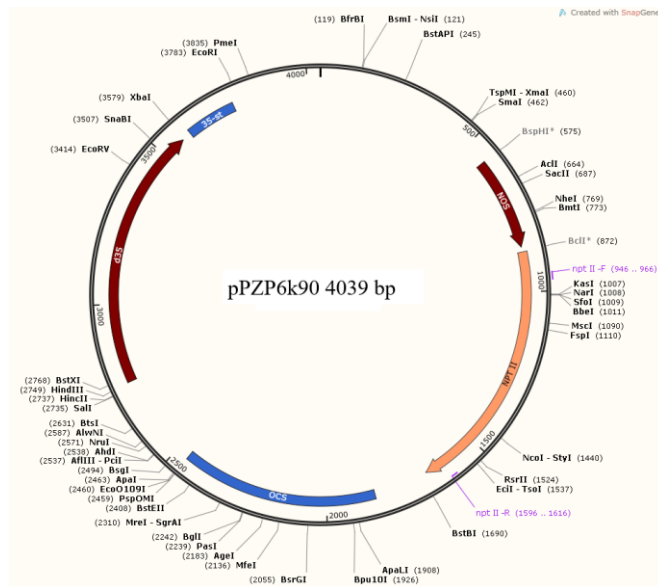 Created with SnapGene
(119) BfrBI
BsmI - NsiI (121)
BstAPI (245)
TspMI - XmaI (460)
SmaI (462)
BspHI* (575)
AclI (664)
SacII (687)
NheI (769)
BmtI (773)
BclI* (872)
npt II -F (946 .. 966)
KasI (1007)
NarI (1008)
SfoI (1009)
BbeI (1011)
MscI (1090)
FspI (1110)
NcoI - StyI (1440)
RsrII (1524)
EciI - TsoI (1537)
npt II -R (1596 .. 1616)
BstBI (1690)
ApaLI (1908)
Bpu10I (1926)
(2055) BsrGI
(2136) MfeI
(2183) AgeI
(2239) PasI
(2242) BglI
(2310) MreI - SgrAI
(2408) BstEII
(2459) PspOMI
(2460) EcoO109I
(2463) ApaI
(2494) BsgI
(2537) AflIII - PciI
(2538) AhdI
(2571) NruI
(2587) AlwNI
(2631) BtsI
(2735) SalI
(2737) HincII
(2749) HindIII
(2768) BstXI
(3414) EcoRV
(3507) SnaBI
(3579) XbaI
(3783) EcoRI
(3835) PmeI
500
1000
1500
2000
2500
3000
3500
4000
NOS
NPT II
OCS
d35
35-st
pPZP6k90 4039 bp